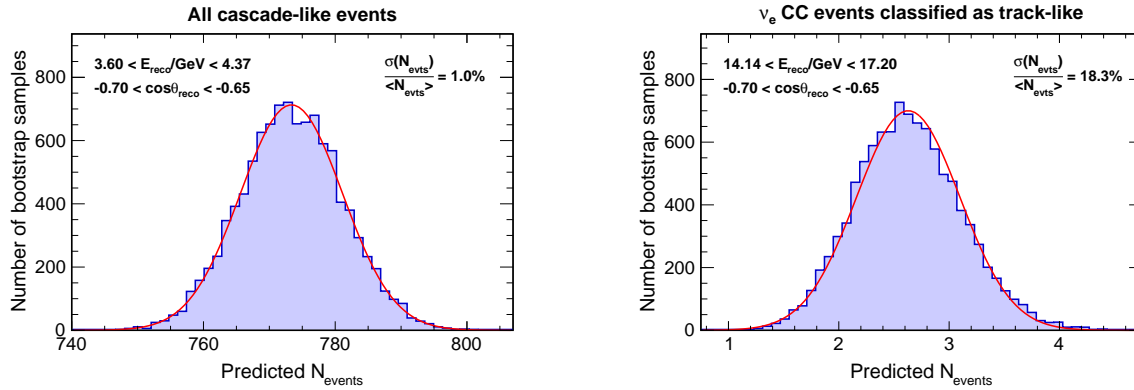 All cascade-like events
3.60 < E_reco/GeV < 4.37
-0.70 < cosθ_reco < -0.65
σ(N_evts)
<N_evts>
= 1.0%
Number of bootstrap samples
800
600
400
200
0
740 760 780 800
Predicted N_events
ν_e CC events classified as track-like
14.14 < E_reco/GeV < 17.20
-0.70 < cosθ_reco < -0.65
σ(N_evts)
<N_evts>
= 18.3%
Number of bootstrap samples
800
600
400
200
0
1 2 3 4
Predicted N_events